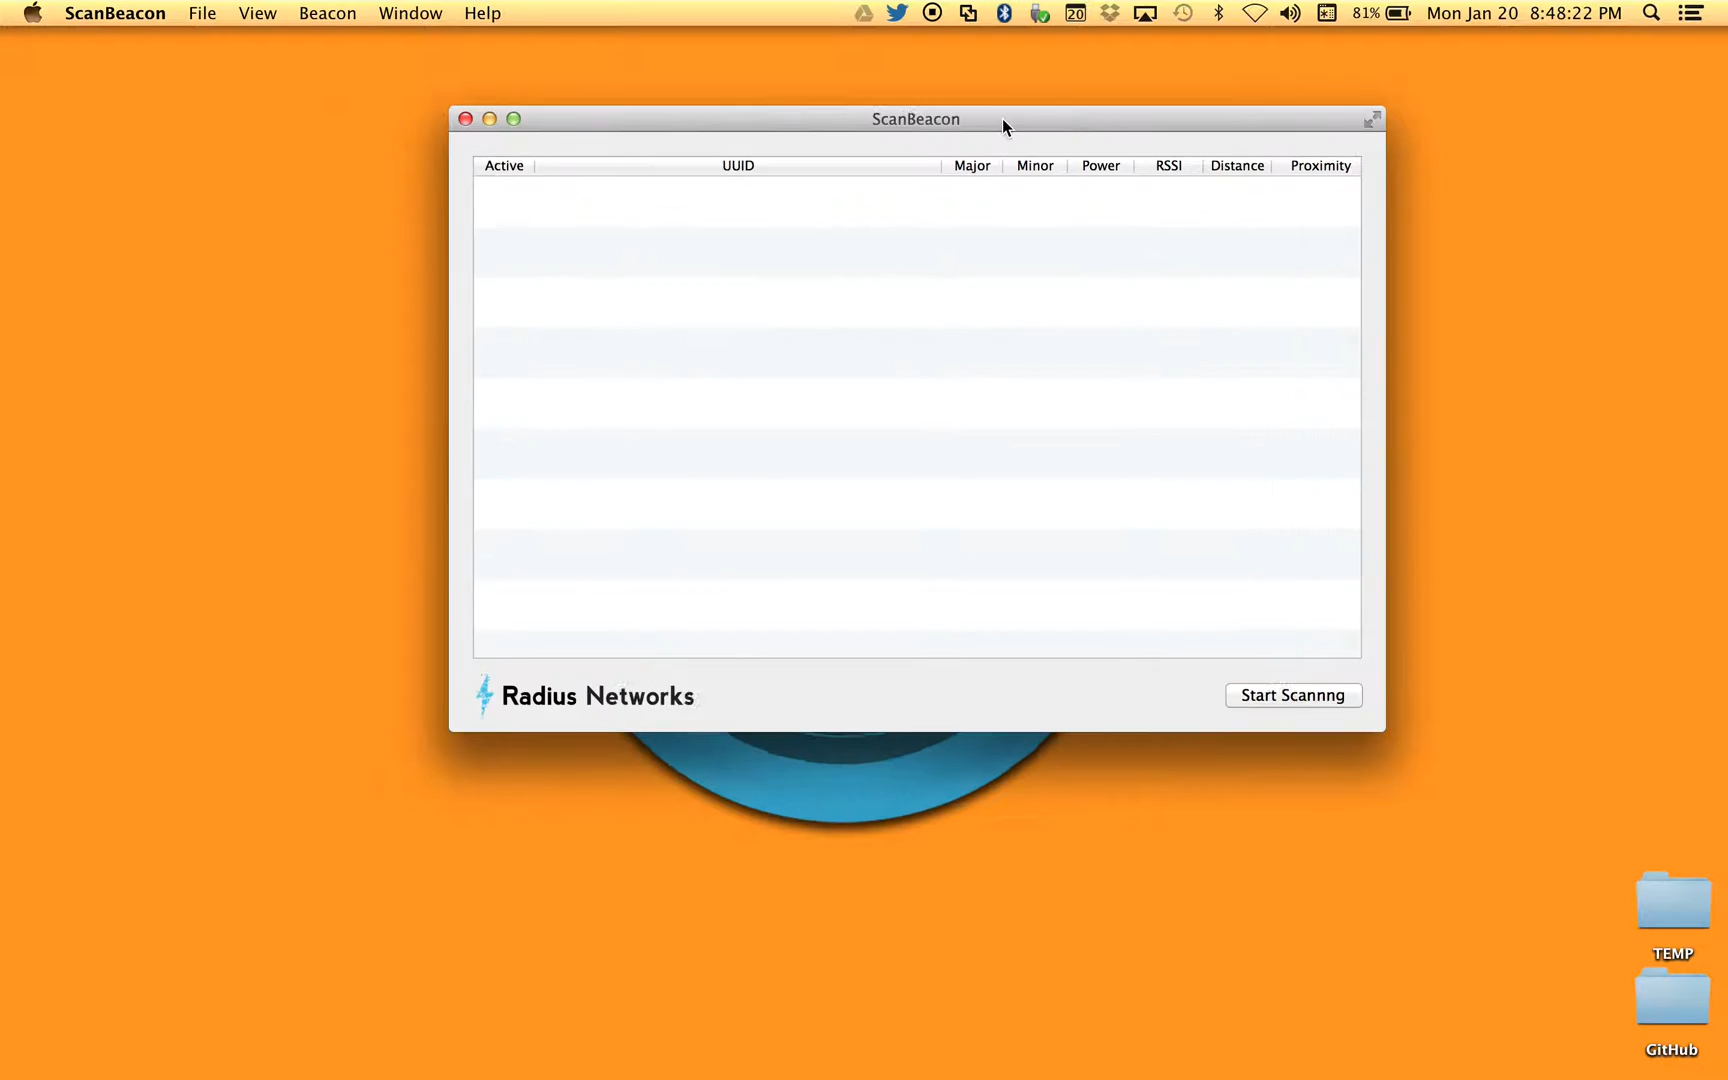 ScanBeacon File View Beacon Window Help 20 81% Mon Jan 20 8:48:22 PM
ScanBeacon
Active UUID Major Minor Power RSSI Distance Proximity
Radius Networks Start Scannng
TEMP
GitHub